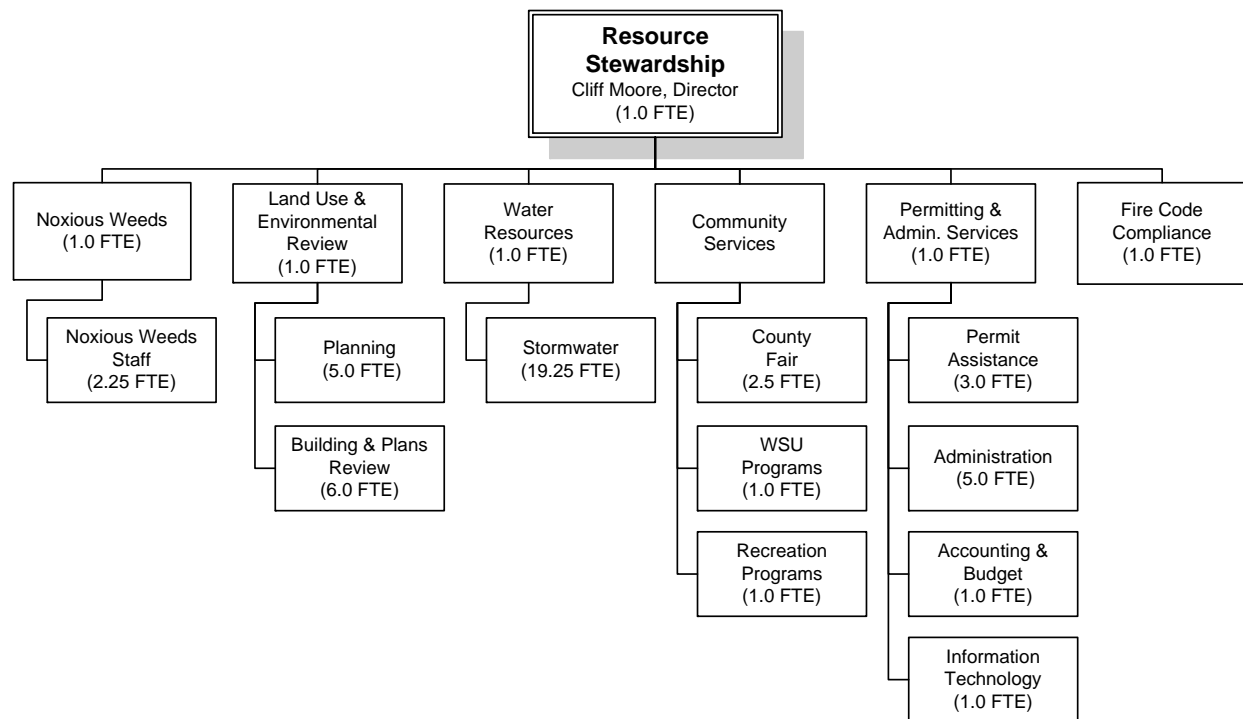 Resource
Stewardship
Cliff Moore, Director
(1.0 FTE)
Noxious Weeds
(1.0 FTE)
Land Use &
Environmental
Review
(1.0 FTE)
Water
Resources
(1.0 FTE)
Community
Services
Permitting &
Admin. Services
(1.0 FTE)
Fire Code
Compliance
(1.0 FTE)
Noxious Weeds
Staff
(2.25 FTE)
Planning
(5.0 FTE)
Building & Plans
Review
(6.0 FTE)
Stormwater
(19.25 FTE)
County
Fair
(2.5 FTE)
WSU
Programs
(1.0 FTE)
Recreation
Programs
(1.0 FTE)
Permit
Assistance
(3.0 FTE)
Administration
(5.0 FTE)
Accounting &
Budget
(1.0 FTE)
Information
Technology
(1.0 FTE)